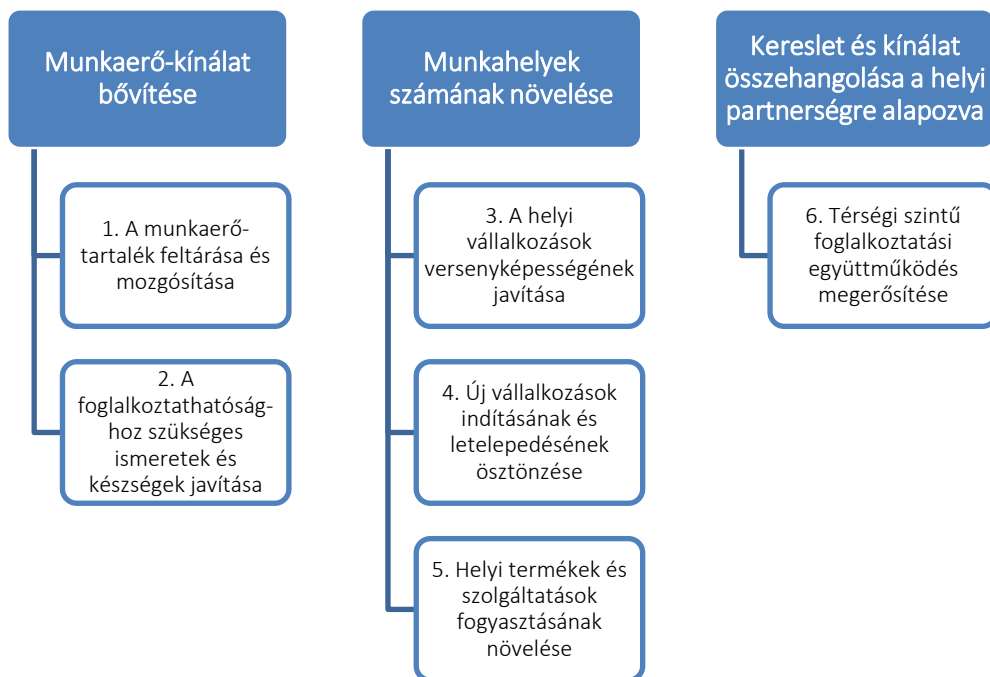 Munkaerő-kínálat
bővítése
1. A munkaerő-
tartalék feltárása és
mozgósítása
2. A
foglalkoztathatóság-
hoz szükséges
ismeretek és
készségek javítása
Munkahelyek
számának növelése
3. A helyi
vállalkozások
versenyképességének
javítása
4. Új vállalkozások
indításának és
letelepedésének
ösztönzése
5. Helyi termékek és
szolgáltatások
fogyasztásának
növelése
Kereslet és kínálat
összehangolása a helyi
partnerségre alapozva
6. Térségi szintű
foglalkoztatási
együttműködés
megerősítése